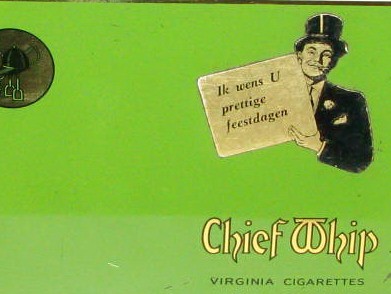 Ik wens U
prettige
feestdagen
Chief Whip
VIRGINIA CIGARETTES